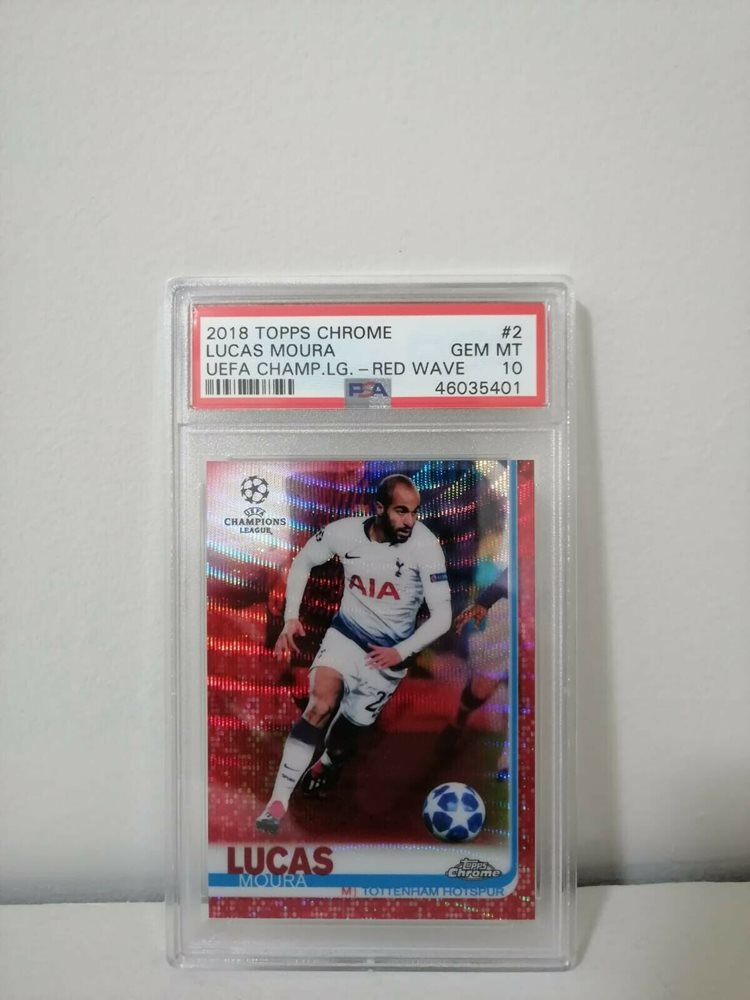 2018 TOPPS CHROME #2
LUCAS MOURA GEM MT
UEFA CHAMP.LG.-RED WAVE 10
PSA 46035401
UEFA
CHAMPIONS
LEAGUE
AIA
LUCAS
MOURA
Topps
Chrome
M | TOTTENHAM HOTSPUR